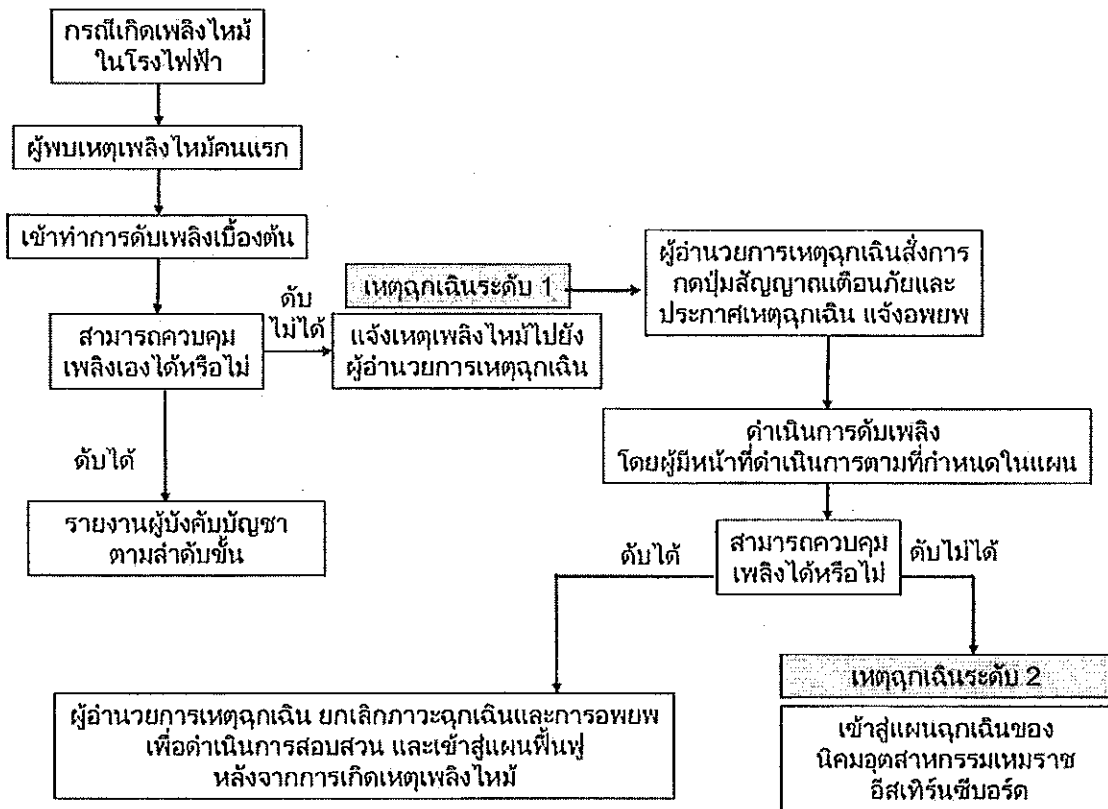 กรณีเกิดเพลิงไหม้
ในโรงไฟฟ้า
ผู้พบเหตุเพลิงไหม้คนแรก
เข้าทำการดับเพลิงเบื้องต้น
สามารถควบคุม
เพลิงเองได้หรือไม่
ดับ
ไม่ได้
ดับได้
รายงานผู้บังคับบัญชา
ตามลำดับขั้น
เหตุฉุกเฉินระดับ 1
แจ้งเหตุเพลิงไหม้ไปยัง
ผู้อำนวยการเหตุฉุกเฉิน
ผู้อำนวยการเหตุฉุกเฉินสั่งการ
กดปุ่มสัญญาณเตือนภัยและ
ประกาศเหตุฉุกเฉิน แจ้งอพยพ
ดำเนินการดับเพลิง
โดยผู้มีหน้าที่ดำเนินการตามที่กำหนดในแผน
สามารถควบคุม
เพลิงได้หรือไม่
ดับได้
ดับไม่ได้
ผู้อำนวยการเหตุฉุกเฉิน ยกเลิกภาวะฉุกเฉินและการอพยพ
เพื่อดำเนินการสอบสวน และเข้าสู่แผนฟื้นฟู
หลังจากการเกิดเหตุเพลิงไหม้
เหตุฉุกเฉินระดับ 2
เข้าสู่แผนฉุกเฉินของ
นิคมอุตสาหกรรมเหมราช
อีสเทิร์นซีบอร์ด